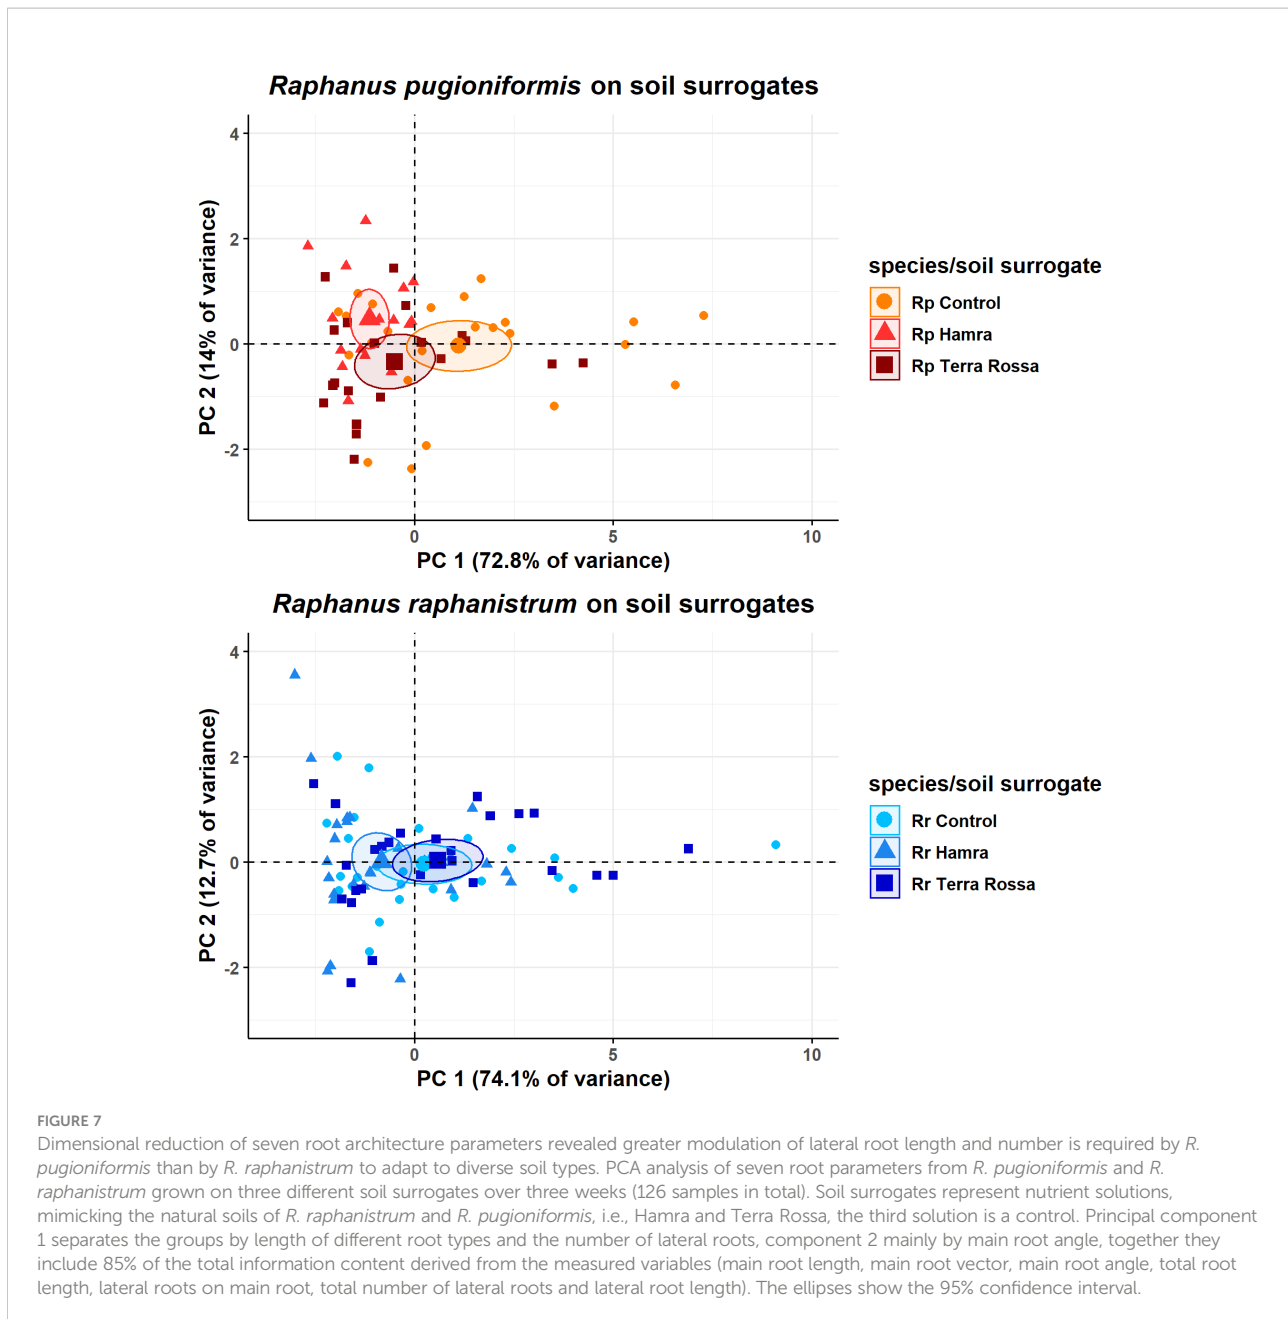 Raphanus pugioniformis on soil surrogates
4
2
0
-2
PC 2 (14% of variance)
0
5
10
PC 1 (72.8% of variance)
species/soil surrogate
Rp Control
Rp Hamra
Rp Terra Rossa
Raphanus raphanistrum on soil surrogates
4
2
0
-2
PC 2 (12.7% of variance)
0
5
10
PC 1 (74.1% of variance)
species/soil surrogate
Rr Control
Rr Hamra
Rr Terra Rossa
FIGURE 7
Dimensional reduction of seven root architecture parameters revealed greater modulation of lateral root length and number is required by R.
pugioniformis than by R. raphanistrum to adapt to diverse soil types. PCA analysis of seven root parameters from R. pugioniformis and R.
raphanistrum grown on three different soil surrogates over three weeks (126 samples in total). Soil surrogates represent nutrient solutions,
mimicking the natural soils of R. raphanistrum and R. pugioniformis, i.e., Hamra and Terra Rossa, the third solution is a control. Principal component
1 separates the groups by length of different root types and the number of lateral roots, component 2 mainly by main root angle, together they
include 85% of the total information content derived from the measured variables (main root length, main root vector, main root angle, total root
length, lateral roots on main root, total number of lateral roots and lateral root length). The ellipses show the 95% confidence interval.